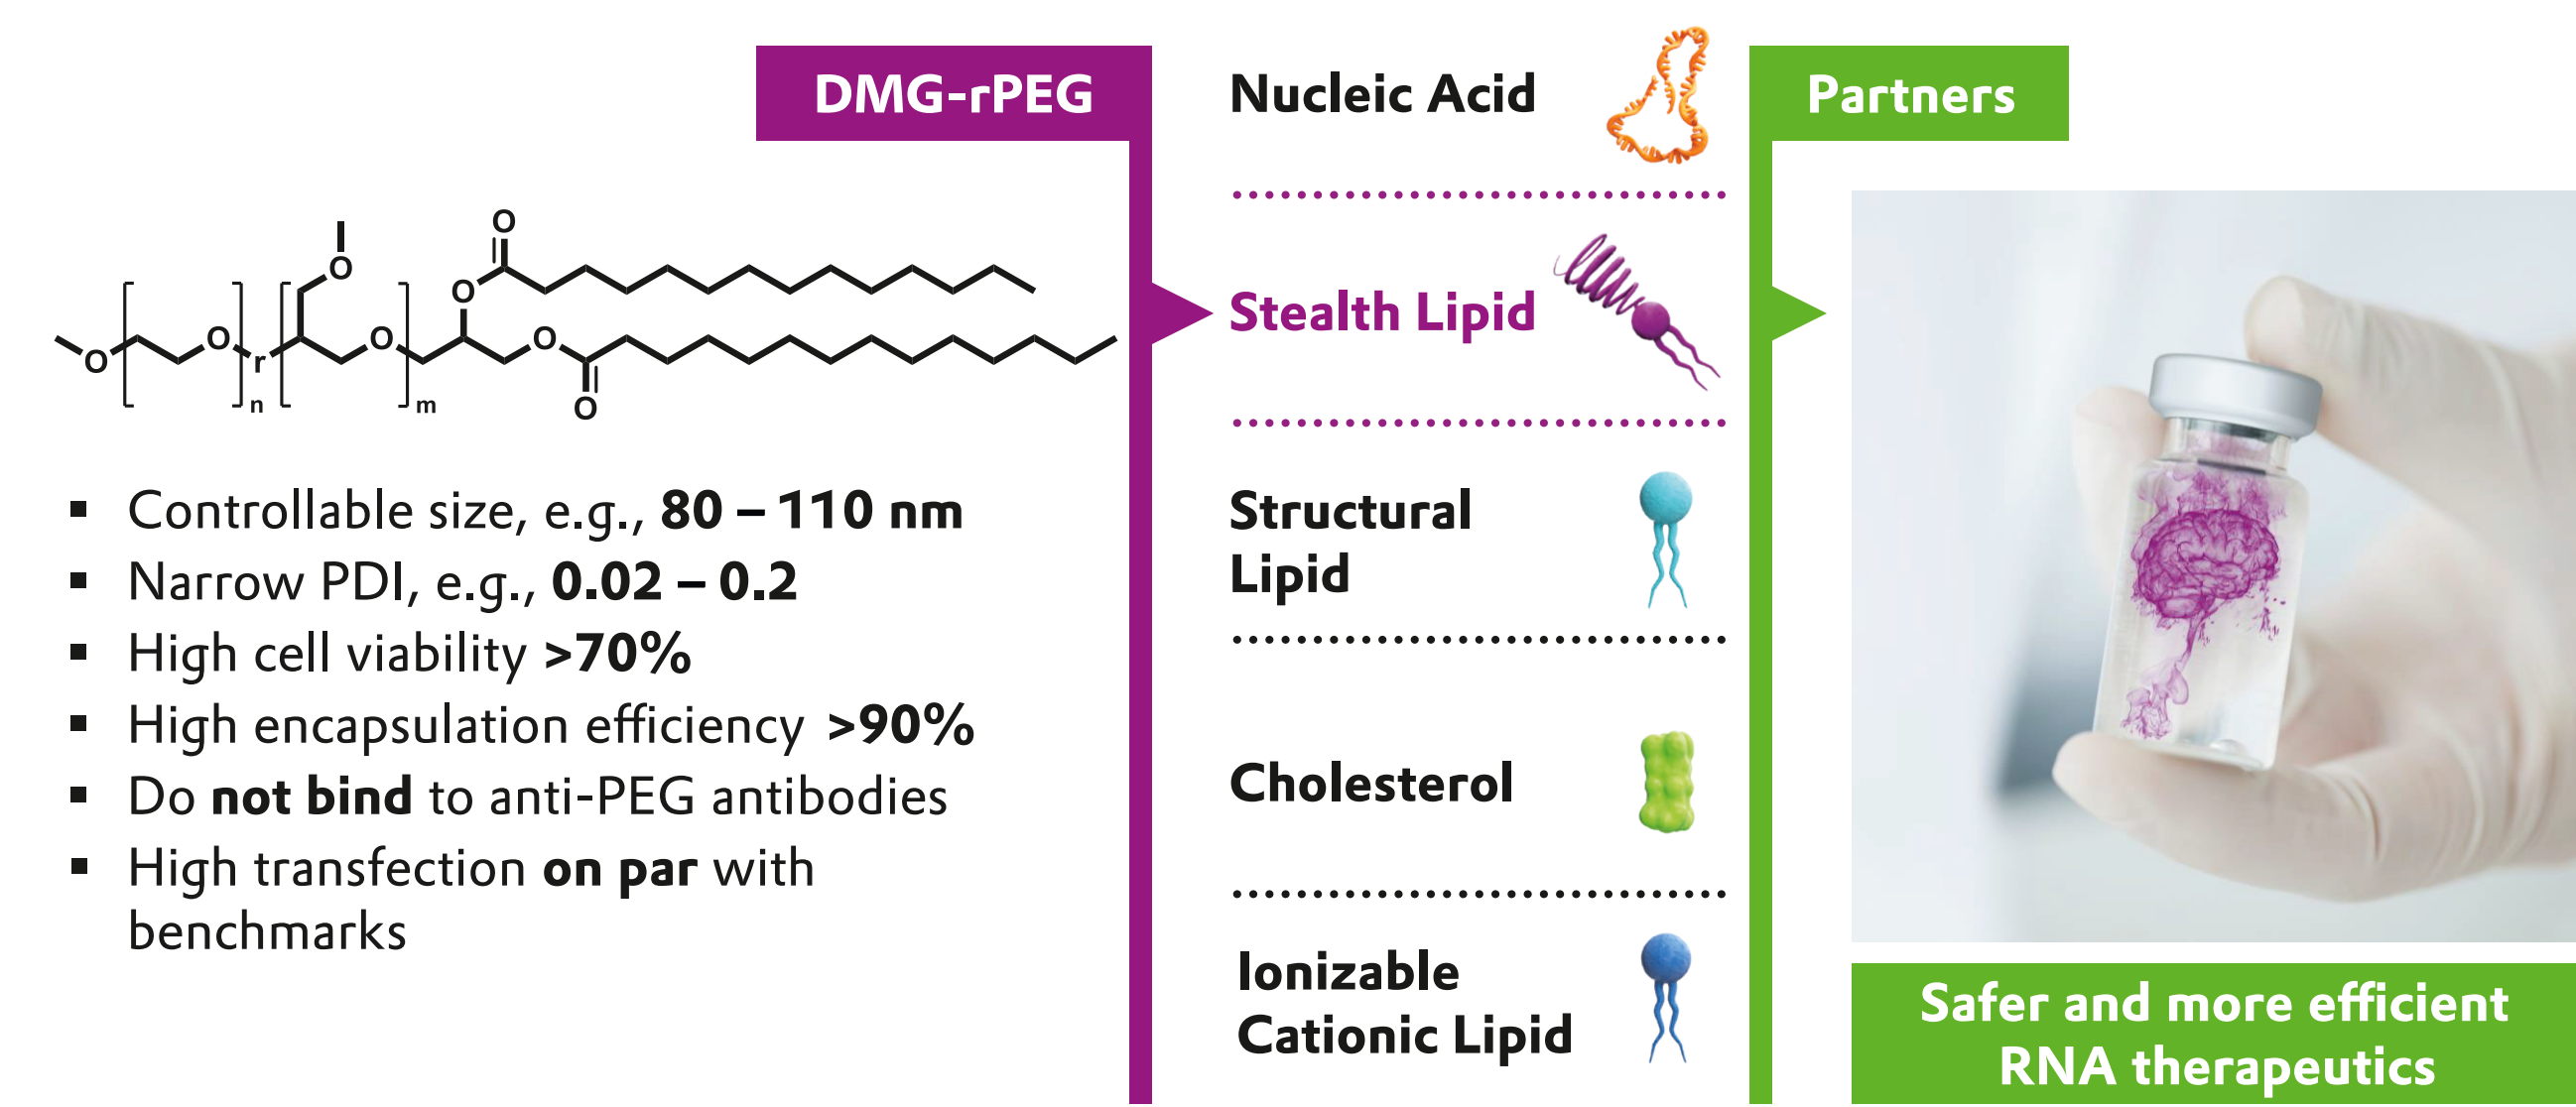 DMG-rPEG
O
O
O
O
O
r
O
O
O
n
m
O
▪ Controllable size, e.g., 80 – 110 nm
▪ Narrow PDI, e.g., 0.02 – 0.2
▪ High cell viability >70%
▪ High encapsulation efficiency >90%
▪ Do not bind to anti-PEG antibodies
▪ High transfection on par with
benchmarks
Nucleic Acid
Stealth Lipid
Structural
Lipid
Cholesterol
Ionizable
Cationic Lipid
Partners
Safer and more efficient
RNA therapeutics